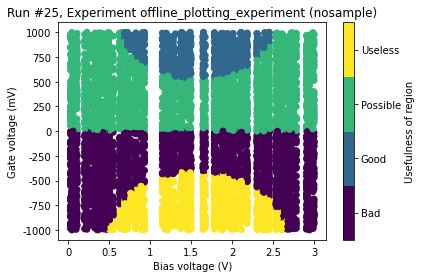 Run #25, Experiment offline_plotting_experiment (nosample)
1000
750
500
250
0
-250
-500
-750
-1000
Gate voltage (mV)
0
0.5
1
1.5
2
2.5
3
Bias voltage (V)
Useless
Possible
Good
Bad
Usefulness of region